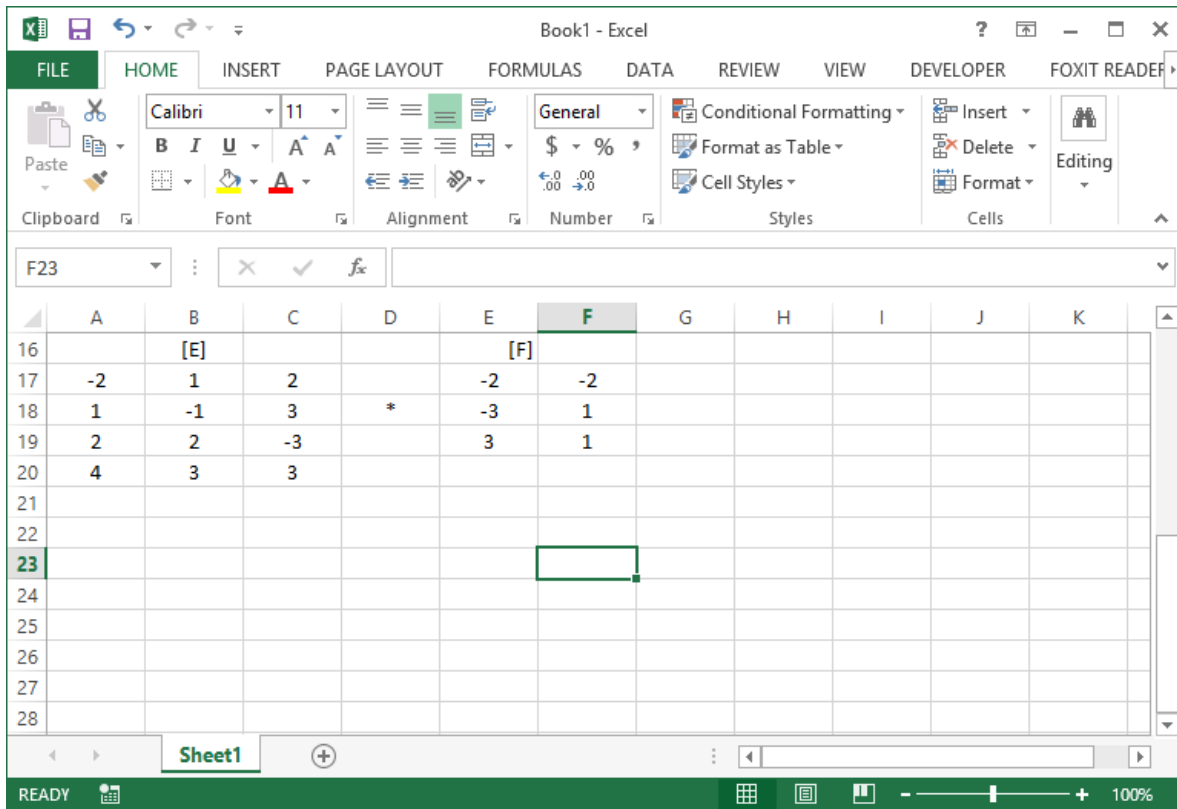 Book1 - Excel ?
FILE HOME INSERT PAGE LAYOUT FORMULAS DATA REVIEW VIEW DEVELOPER FOXIT READER
Paste Calibri 11 General Conditional Formatting Insert
B I U A A $ % , Format as Table Delete Editing
A Cell Styles Format
Clipboard Font Alignment Number Styles Cells
F23 fx
A B C D E F G H I J K
16 [E] [F]
17 -2 1 2 -2 -2
18 1 -1 3 * -3 1
19 2 2 -3 3 1
20 4 3 3
21
22
23
24
25
26
27
28
Sheet1
READY 100%